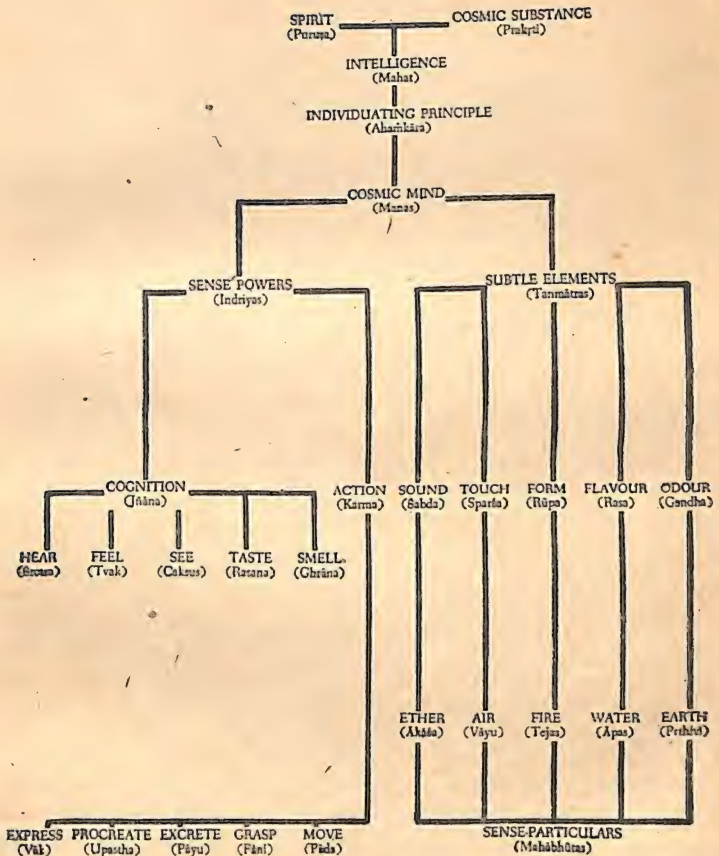 SPIRIT
(Puruṣa)
COSMIC SUBSTANCE
(Prakṛti)
INTELLIGENCE
(Mahat)
INDIVIDUATING PRINCIPLE
(Ahaṁkāra)
COSMIC MIND
(Manas)
SENSE POWERS
(Indriyas)
SUBTLE ELEMENTS
(Tanmātras)
COGNITION
(Jñāna)
ACTION
(Karma)
SOUND
(Śabda)
TOUCH
(Sparśa)
FORM
(Rūpa)
FLAVOUR
(Rasa)
ODOUR
(Gandha)
HEAR
FEEL
(Tvak)
SEE
(Cakṣus)
TASTE
(Rasana)
SMELL
(Ghrāna)
ETHER
(Ākāśa)
AIR
(Vāyu)
FIRE
(Tejas)
WATER
(Āpas)
EARTH
EXPRESS
(Vāk)
PROCREATE
(Upastha)
EXCRETE
(Pāyu)
GRASP
(Pāni)
MOVE
(Pāda)
SENSE-PARTICULARS
(Mahābhūtas)